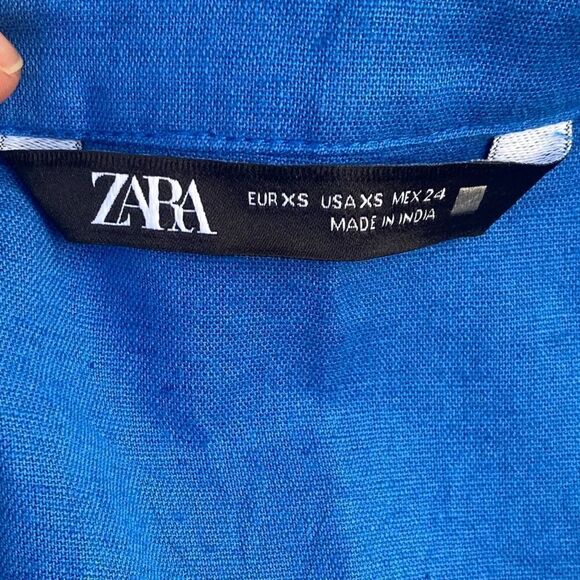 ZARA
EUR XS USA XS MEX 24
MADE IN INDIA